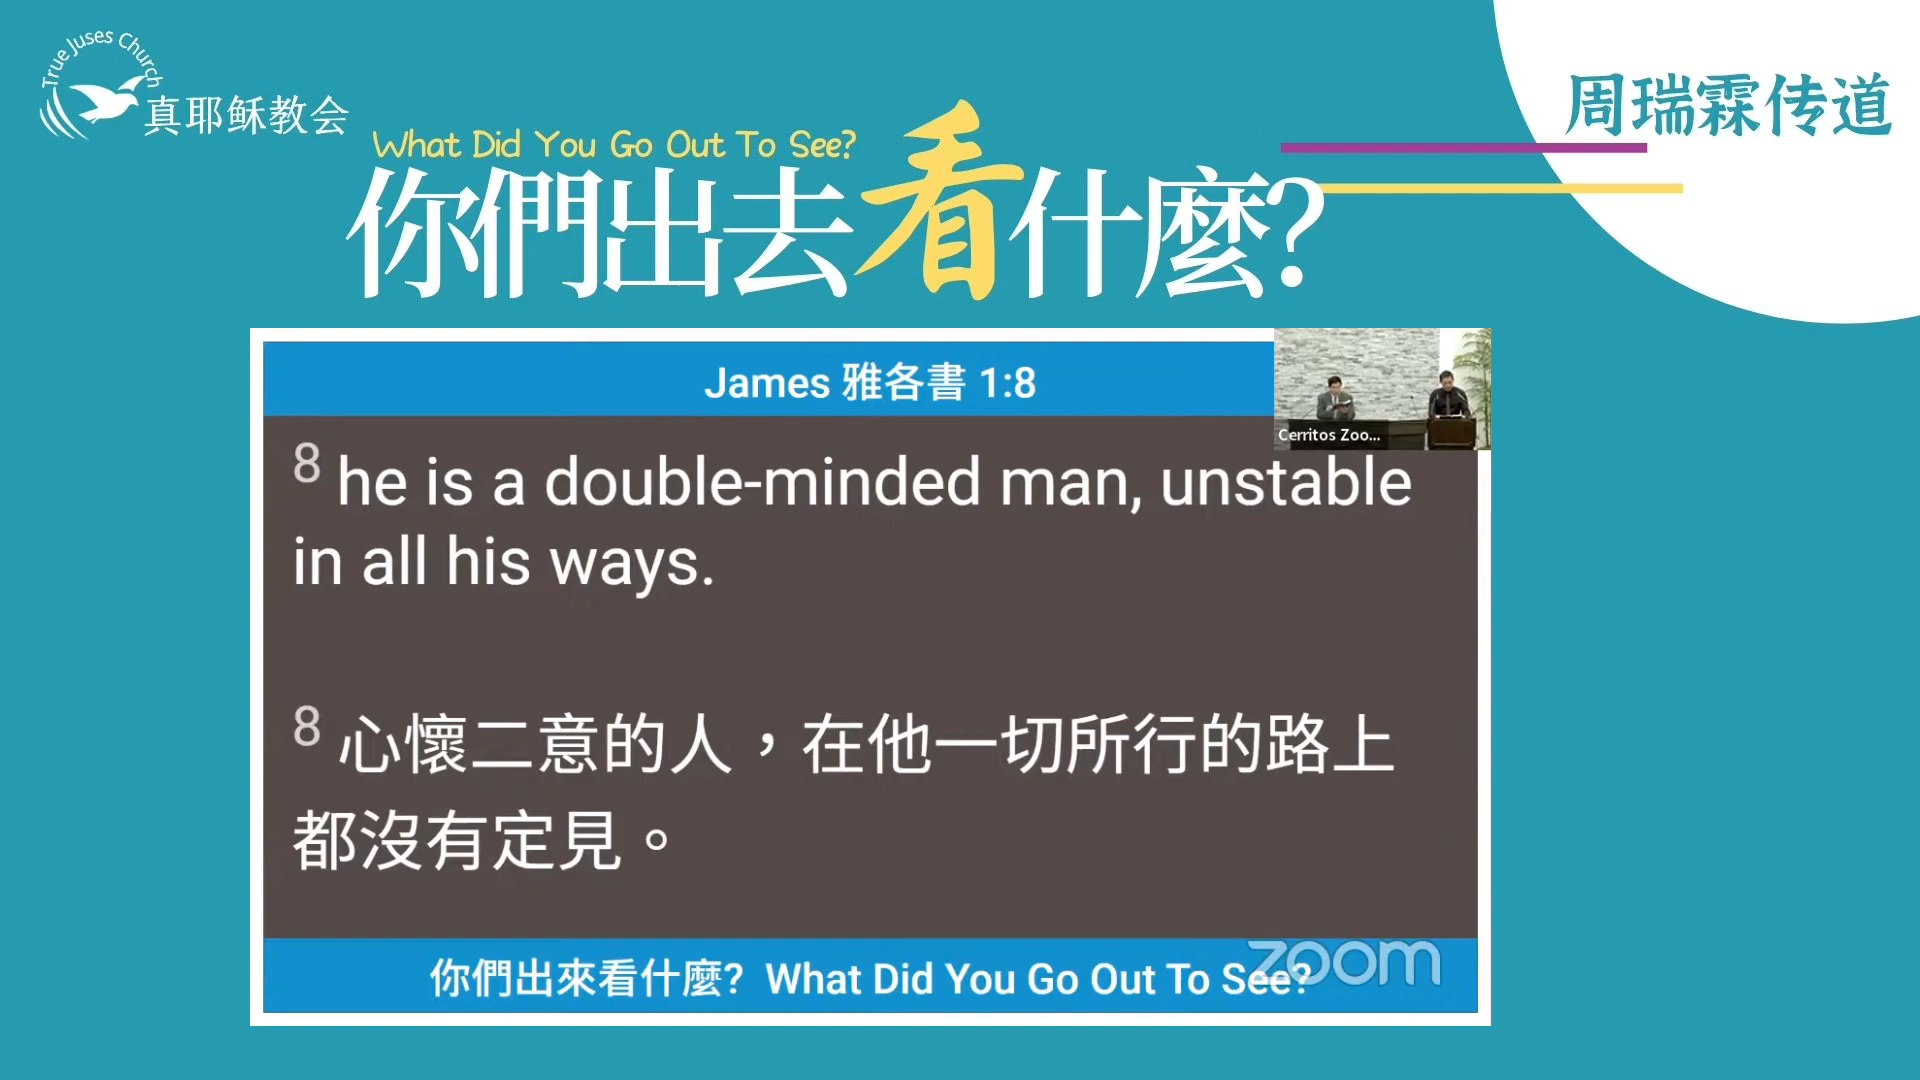 True Juses Church
真耶稣教会
周瑞霖传道
What Did You Go Out To See?
你們出去看什麼?
James 雅各書 1:8
Cerritos Zoo...
8 he is a double-minded man, unstable
in all his ways.
8 心懷二意的人，在他一切所行的路上
都沒有定見。
zoom
你們出來看什麼? What Did You Go Out To See?